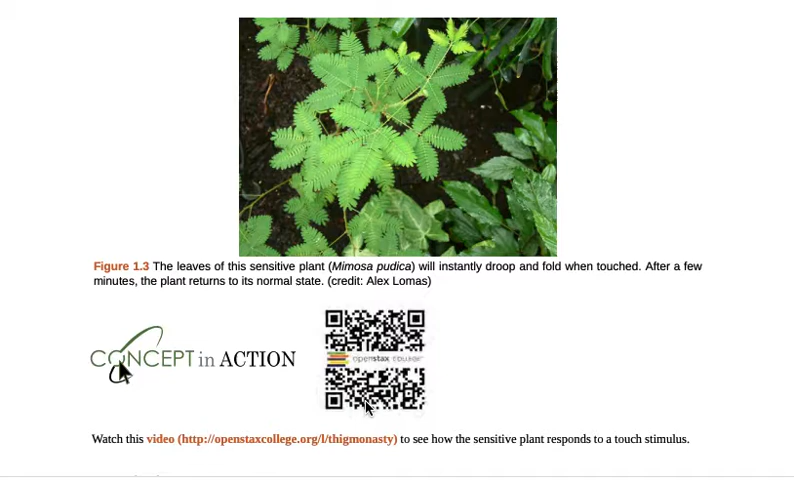 Figure 1.3 The leaves of this sensitive plant (Mimosa pudica) will instantly droop and fold when touched. After a few
minutes, the plant returns to its normal state. (credit: Alex Lomas)
CONCEPT in ACTION
openstax
Watch this video (http://openstaxcollege.org/l/thigmonasty) to see how the sensitive plant responds to a touch stimulus.